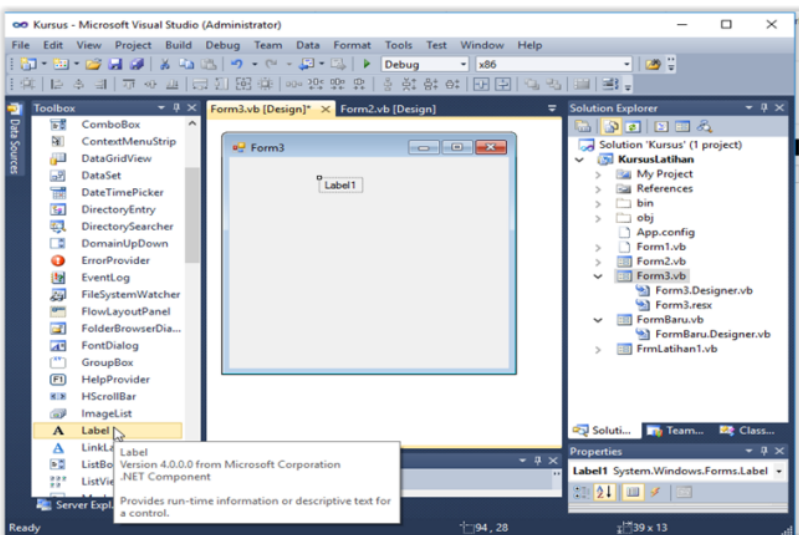 Kursus - Microsoft Visual Studio (Administrator)
File Edit View Project Build Debug Team Data Format Tools Test Window Help
Debug x86
Data Sources
Toolbox
ComboBox
ContextMenuStrip
DataGridView
DataSet
DateTimePicker
DirectoryEntry
DirectorySearcher
DomainUpDown
ErrorProvider
EventLog
FileSystemWatcher
FlowLayoutPanel
FolderBrowserDia...
FontDialog
GroupBox
HelpProvider
HScrollBar
ImageList
A Label
A LinkLa
ListBo
ListVie
Server Expl
Label
Version 4.0.0.0 from Microsoft Corporation
.NET Component
Provides run-time information or descriptive text for
a control.
Form3.vb [Design]* Form2.vb [Design]
Form3
Label1
Solution Explorer
Solution 'Kursus' (1 project)
KursusLatihan
My Project
References
bin
obj
App.config
Form1.vb
Form2.vb
Form3.vb
Form3.Designer.vb
Form3.resx
FormBaru.vb
FormBaru.Designer.vb
FrmLatihan1.vb
Soluti... Team... Class...
Properties
Label1 System.Windows.Forms.Label
Ready 94 , 28 39 x 13